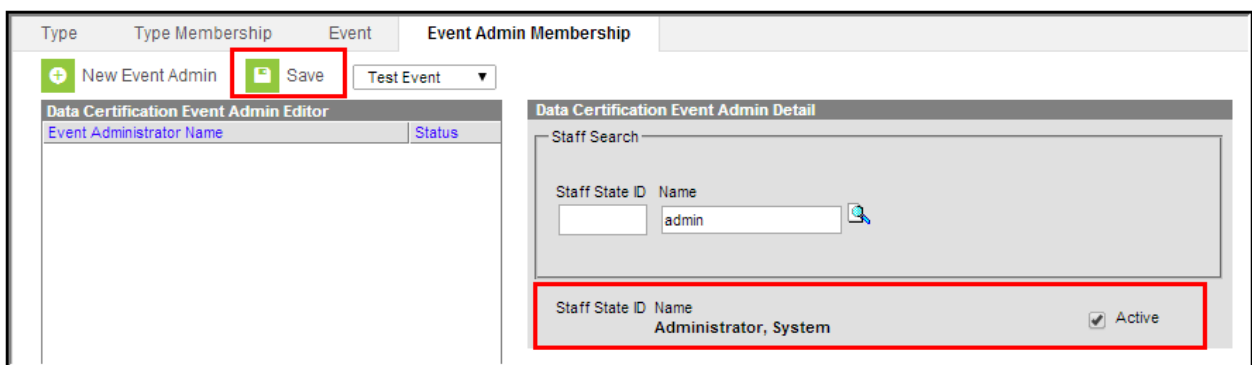 Type Type Membership Event Event Admin Membership
New Event Admin Save Test Event
Data Certification Event Admin Editor
Event Administrator Name Status
Data Certification Event Admin Detail
Staff Search
Staff State ID Name
admin
Staff State ID Name
Administrator, System
Active